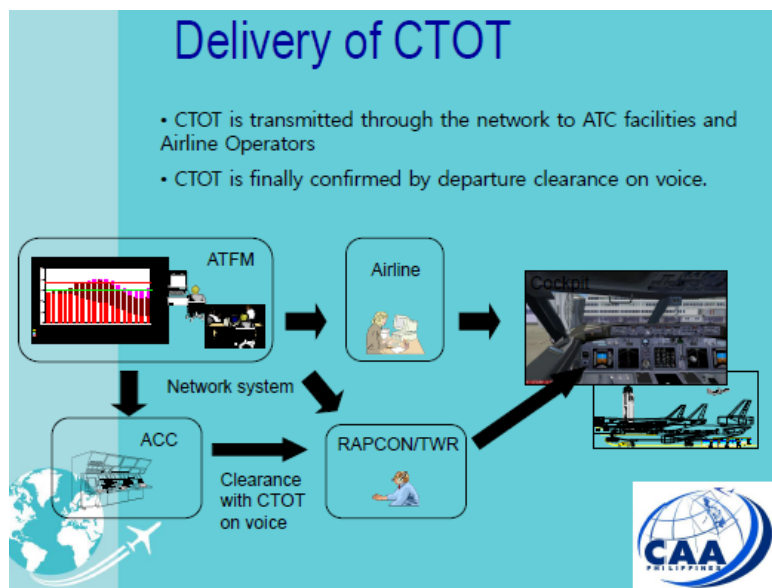 Delivery of CTOT
• CTOT is transmitted through the network to ATC facilities and
Airline Operators
• CTOT is finally confirmed by departure clearance on voice.
ATFM
Airline
Cockpit
Network system
ACC
RAPCON/TWR
Clearance
with CTOT
on voice
CAA
PHILIPPINES